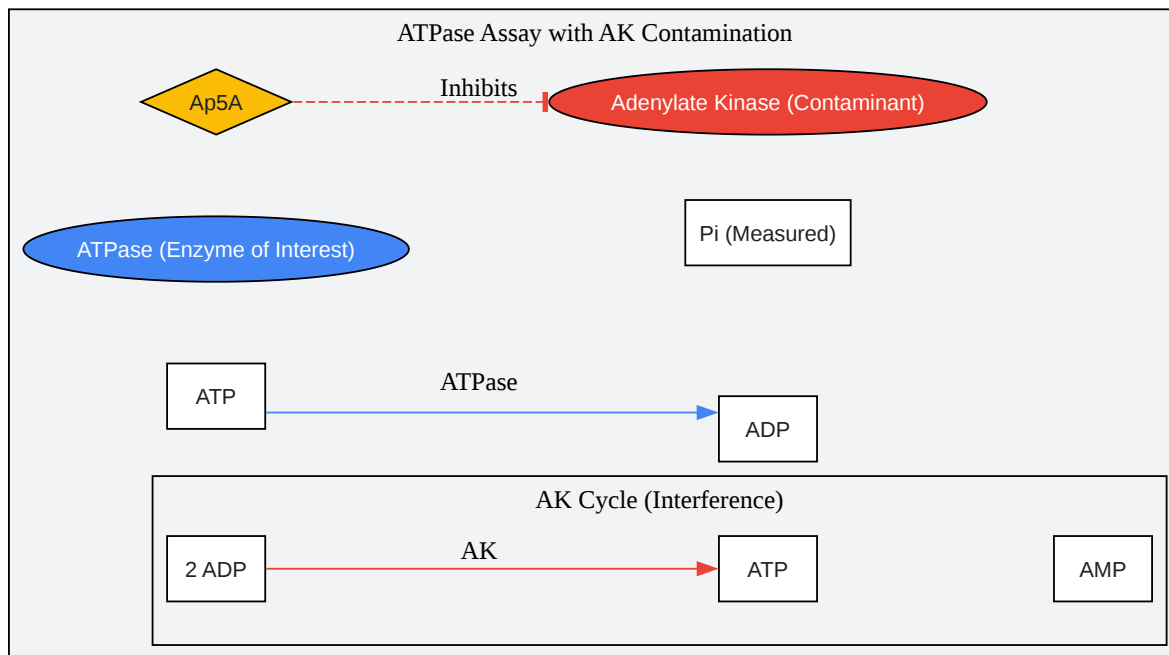 ATPase Assay with AK Contamination
Ap5A
Inhibits
Adenylate Kinase (Contaminant)
ATPase (Enzyme of Interest)
Pi (Measured)
ATP
ATPase
ADP
AK Cycle (Interference)
2 ADP
AK
ATP
AMP